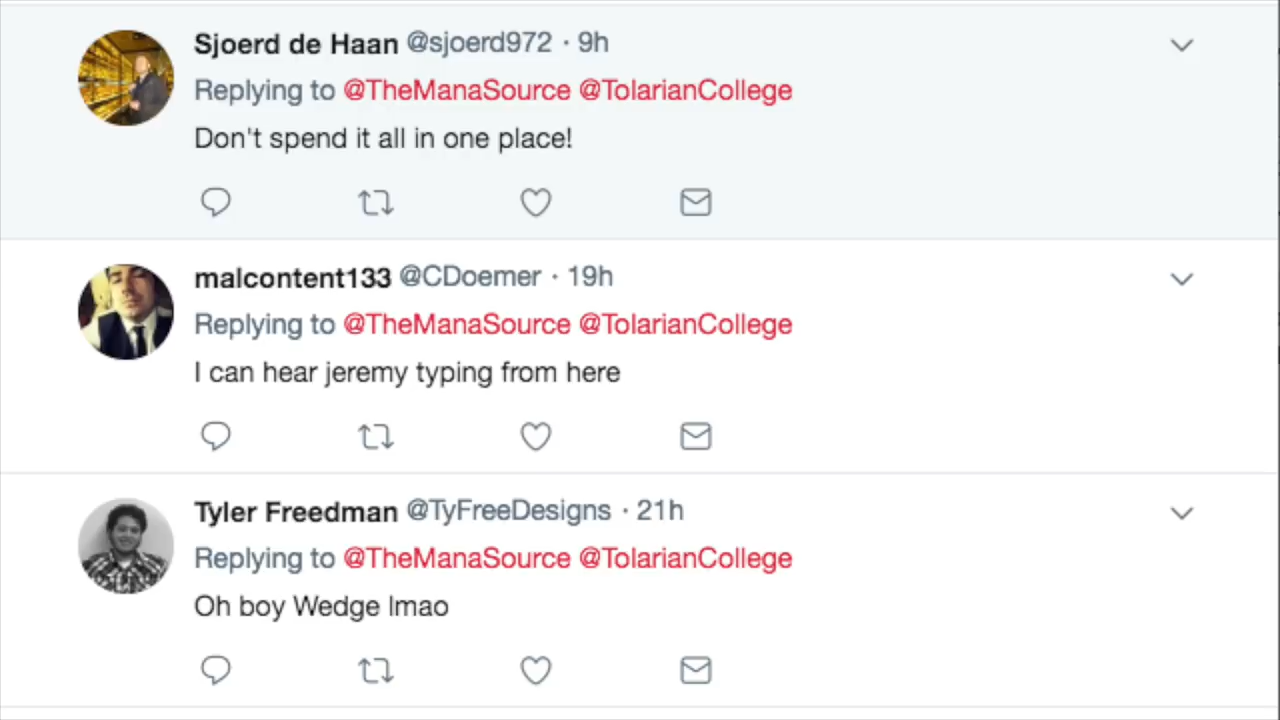 Sjoerd de Haan @sjoerd972 · 9h
Replying to @TheManaSource @TolarianCollege
Don't spend it all in one place!
malcontent133 @CDoemer · 19h
Replying to @TheManaSource @TolarianCollege
I can hear jeremy typing from here
Tyler Freedman @TyFreeDesigns · 21h
Replying to @TheManaSource @TolarianCollege
Oh boy Wedge lmao